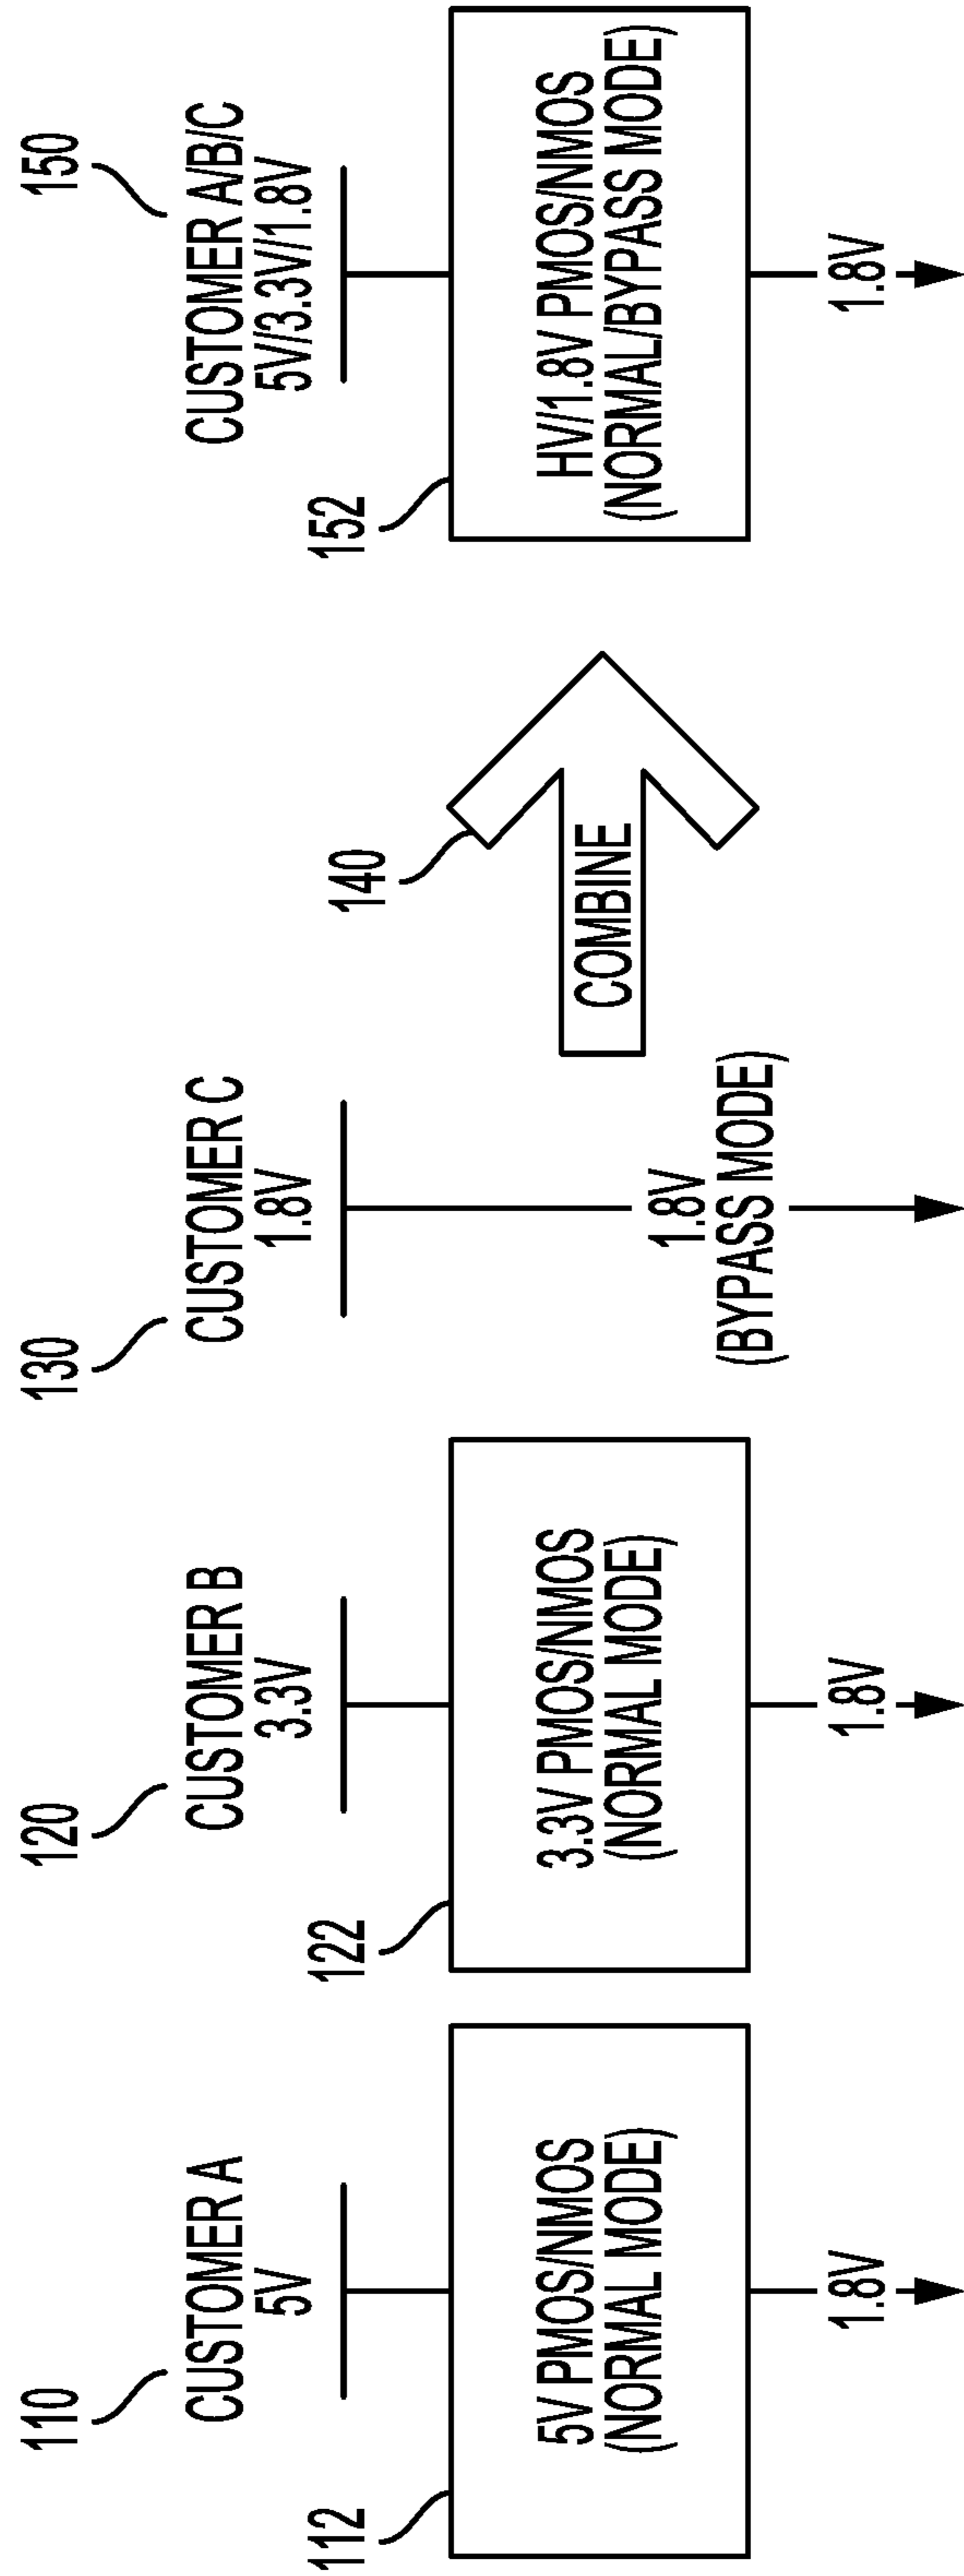 110
CUSTOMER A
5V
112
5V PMOS/NMOS
(NORMAL MODE)
1.8V
120
CUSTOMER B
3.3V
122
3.3V PMOS/NMOS
(NORMAL MODE)
1.8V
130
CUSTOMER C
1.8V
1.8V
(BYPASS MODE)
140
COMBINE
150
CUSTOMER A/B/C
5V/3.3V/1.8V
152
HV/1.8V PMOS/NMOS
(NORMAL/BYPASS MODE)
1.8V